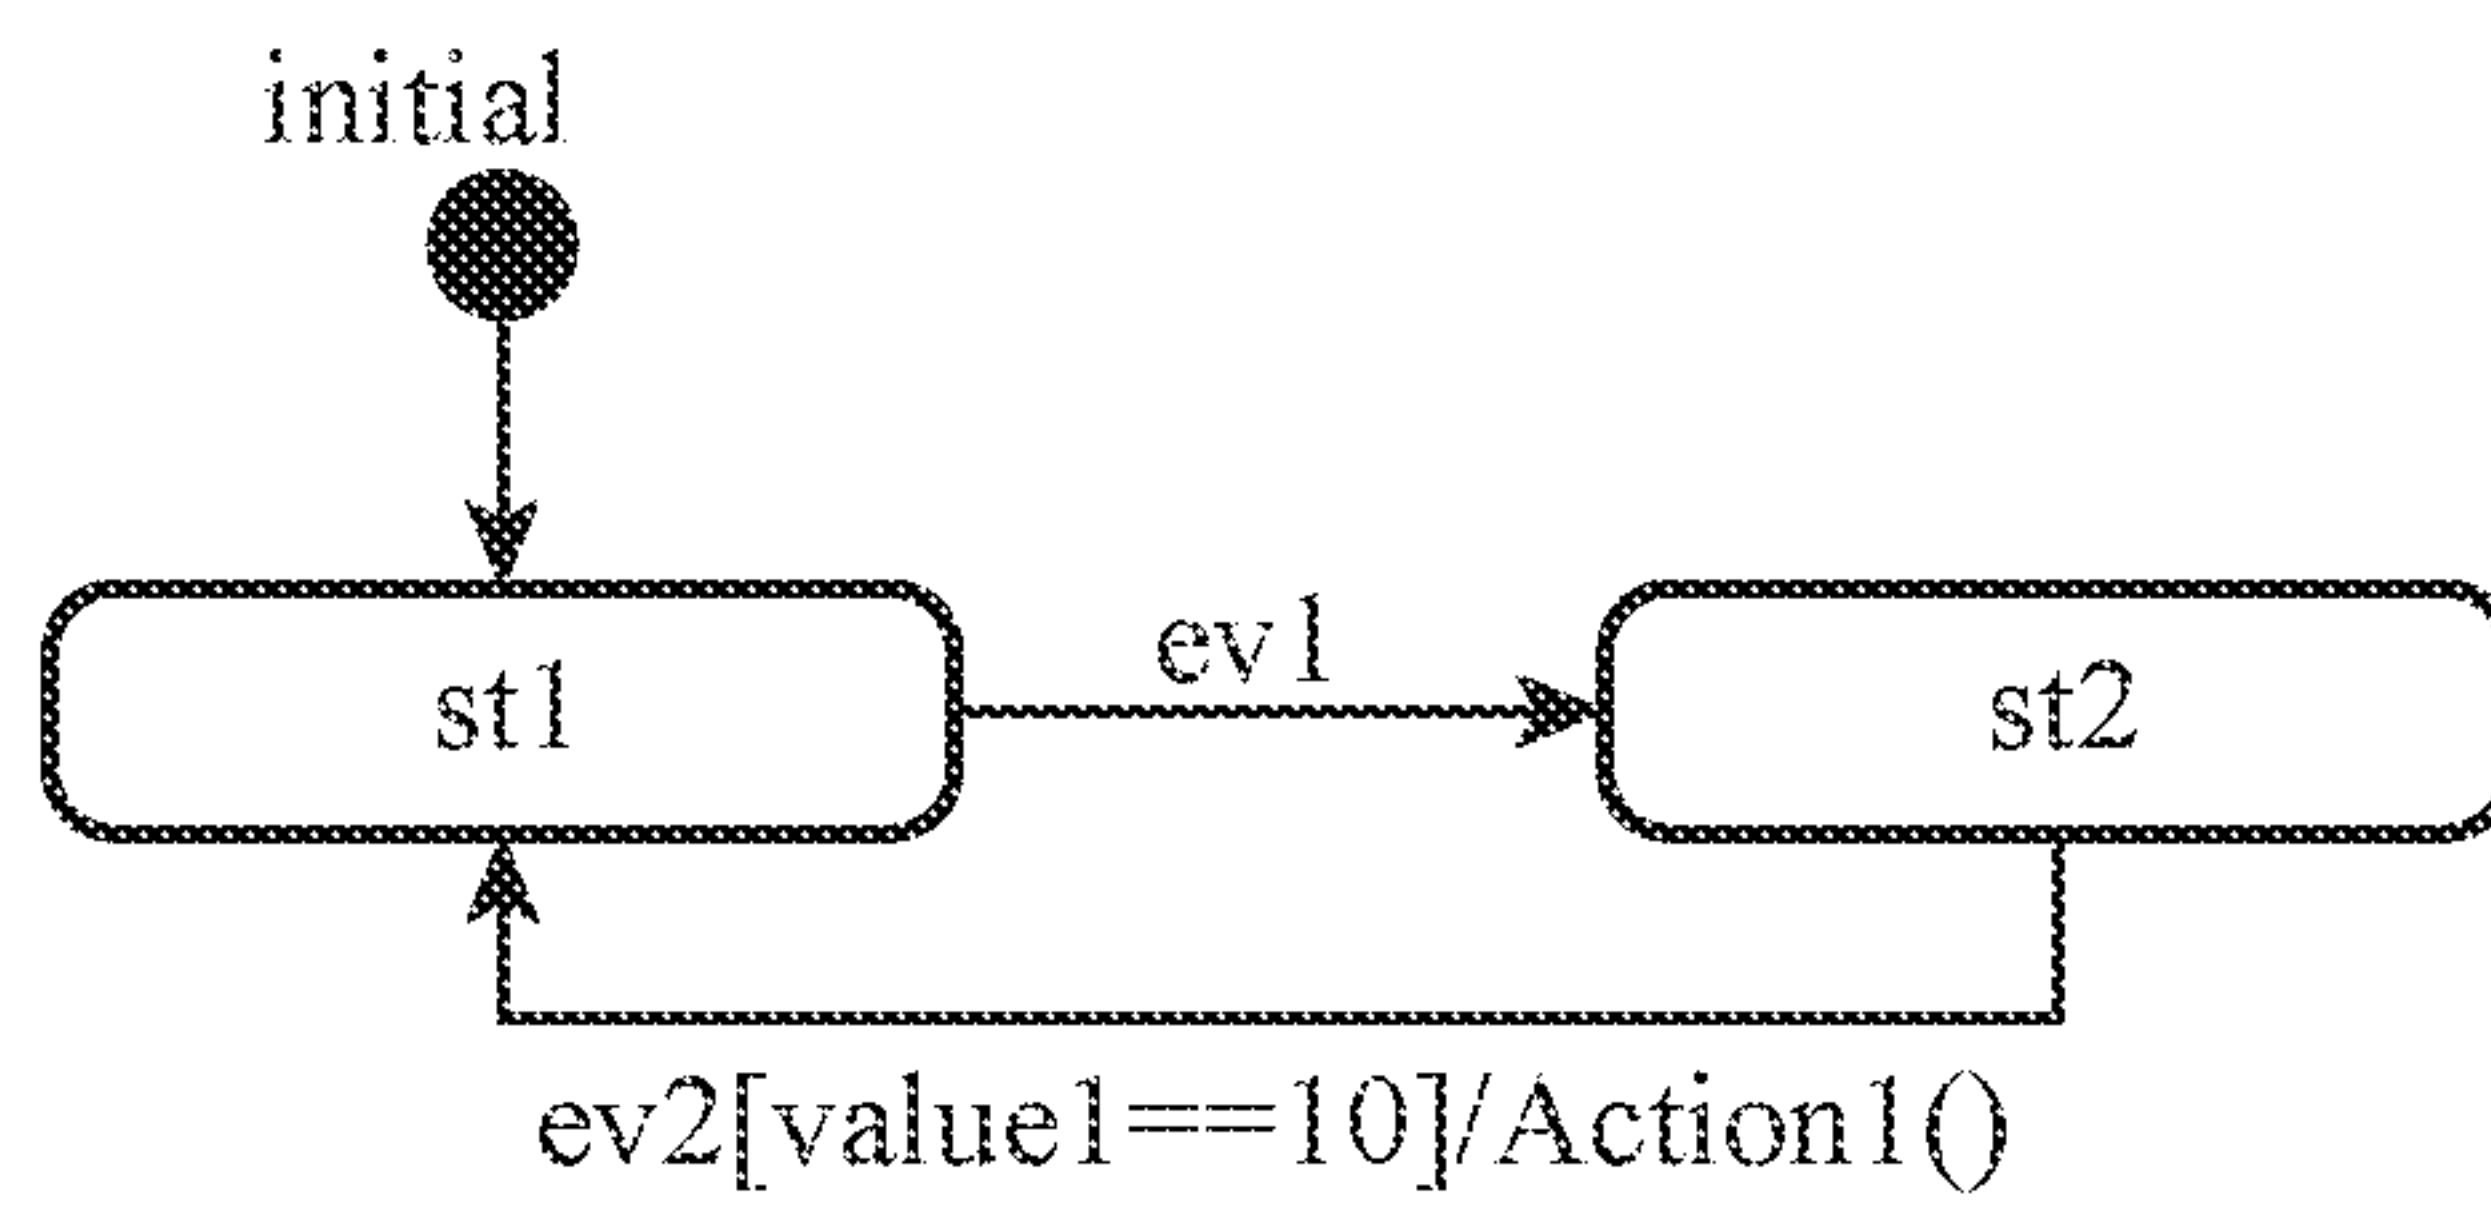 initial
ev1
st1
st2
ev2[value1==10]/Action1()